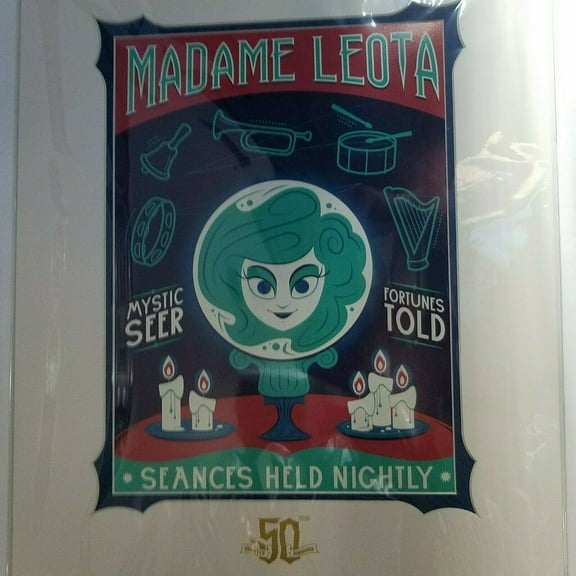 MADAME LEOTA
MYSTIC
SEER
FORTUNES
TOLD
SEANCES HELD NIGHTLY
50